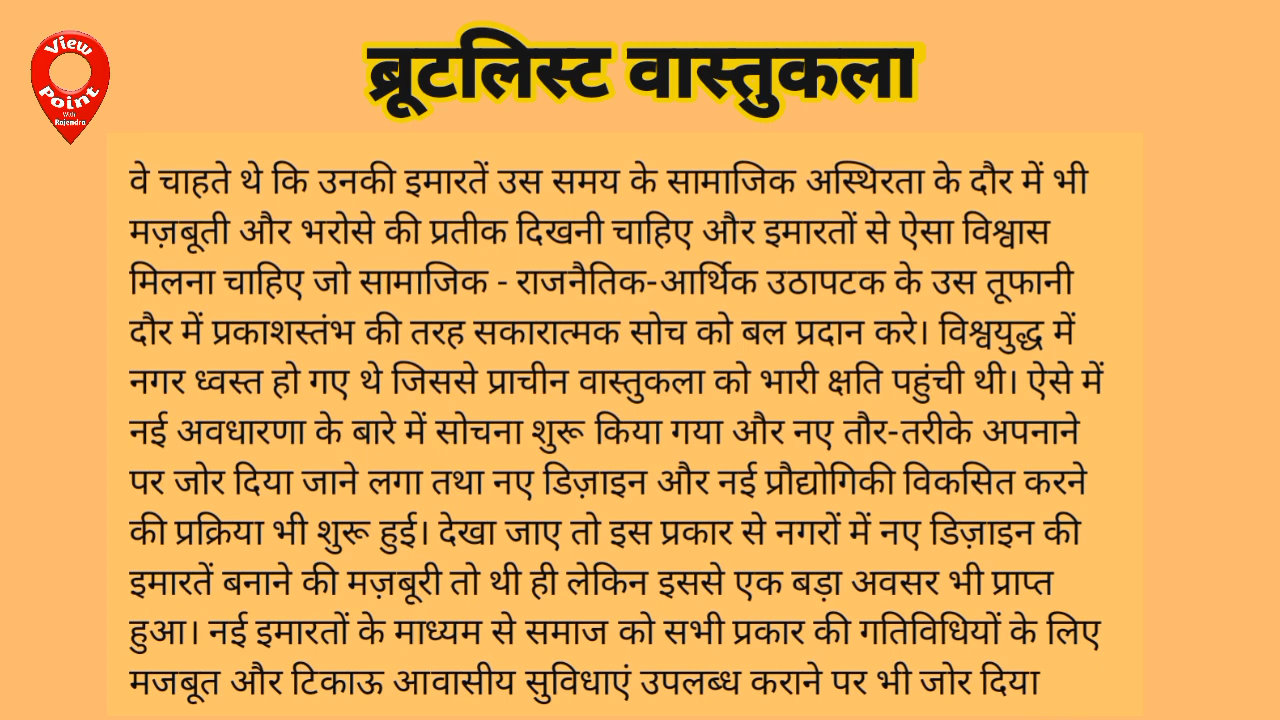 View
Point
With
Rajendra
ब्रूटलिस्ट वास्तुकला
वे चाहते थे कि उनकी इमारतें उस समय के सामाजिक अस्थिरता के दौर में भी
मज़बूती और भरोसे की प्रतीक दिखनी चाहिए और इमारतों से ऐसा विश्वास
मिलना चाहिए जो सामाजिक - राजनैतिक-आर्थिक उठापटक के उस तूफानी
दौर में प्रकाशस्तंभ की तरह सकारात्मक सोच को बल प्रदान करे। विश्वयुद्ध में
नगर ध्वस्त हो गए थे जिससे प्राचीन वास्तुकला को भारी क्षति पहुंची थी। ऐसे में
नई अवधारणा के बारे में सोचना शुरू किया गया और नए तौर-तरीके अपनाने
पर जोर दिया जाने लगा तथा नए डिज़ाइन और नई प्रौद्योगिकी विकसित करने
की प्रक्रिया भी शुरू हुई। देखा जाए तो इस प्रकार से नगरों में नए डिज़ाइन की
इमारतें बनाने की मज़बूरी तो थी ही लेकिन इससे एक बड़ा अवसर भी प्राप्त
हुआ। नई इमारतों के माध्यम से समाज को सभी प्रकार की गतिविधियों के लिए
मजबूत और टिकाऊ आवासीय सुविधाएं उपलब्ध कराने पर भी जोर दिया